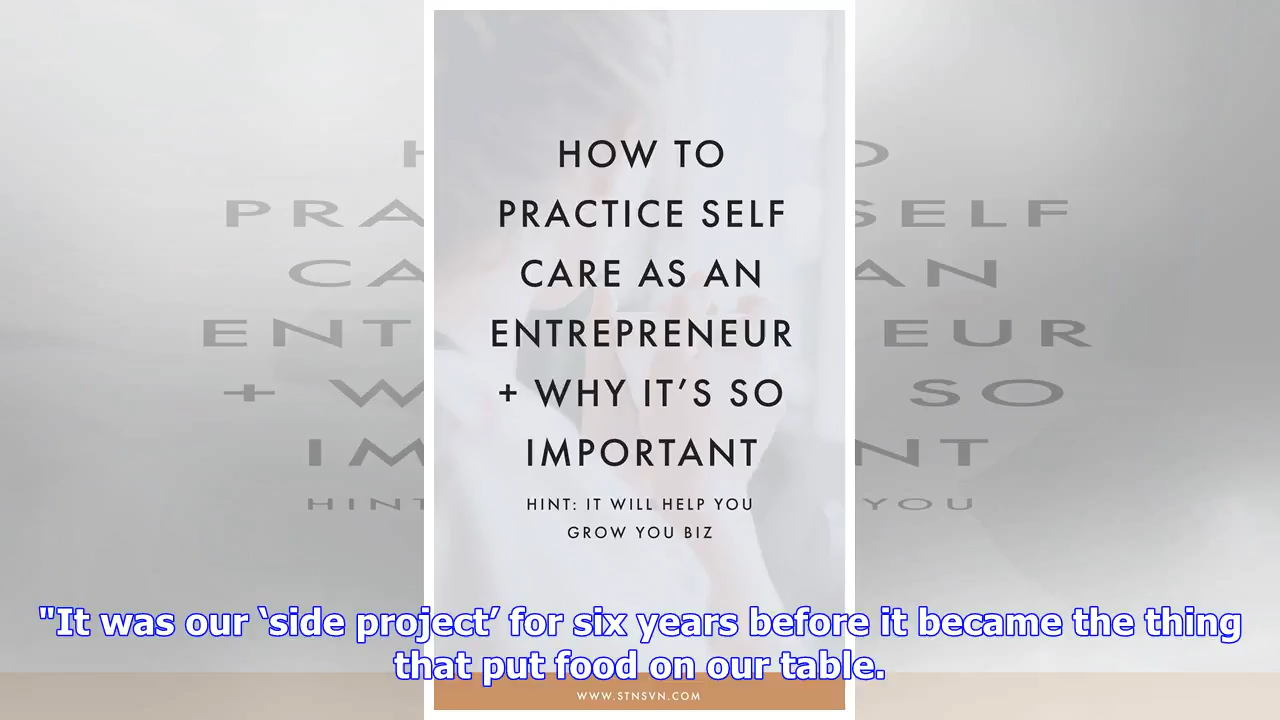 HOW TO
PRACTICE SELF
CARE AS AN
ENTREPRENEUR
+ WHY IT’S SO
IMPORTANT
HINT: IT WILL HELP YOU
GROW YOU BIZ
"It was our ‘side project’ for six years before it became the thing
that put food on our table.
WWW.STNSVN.COM